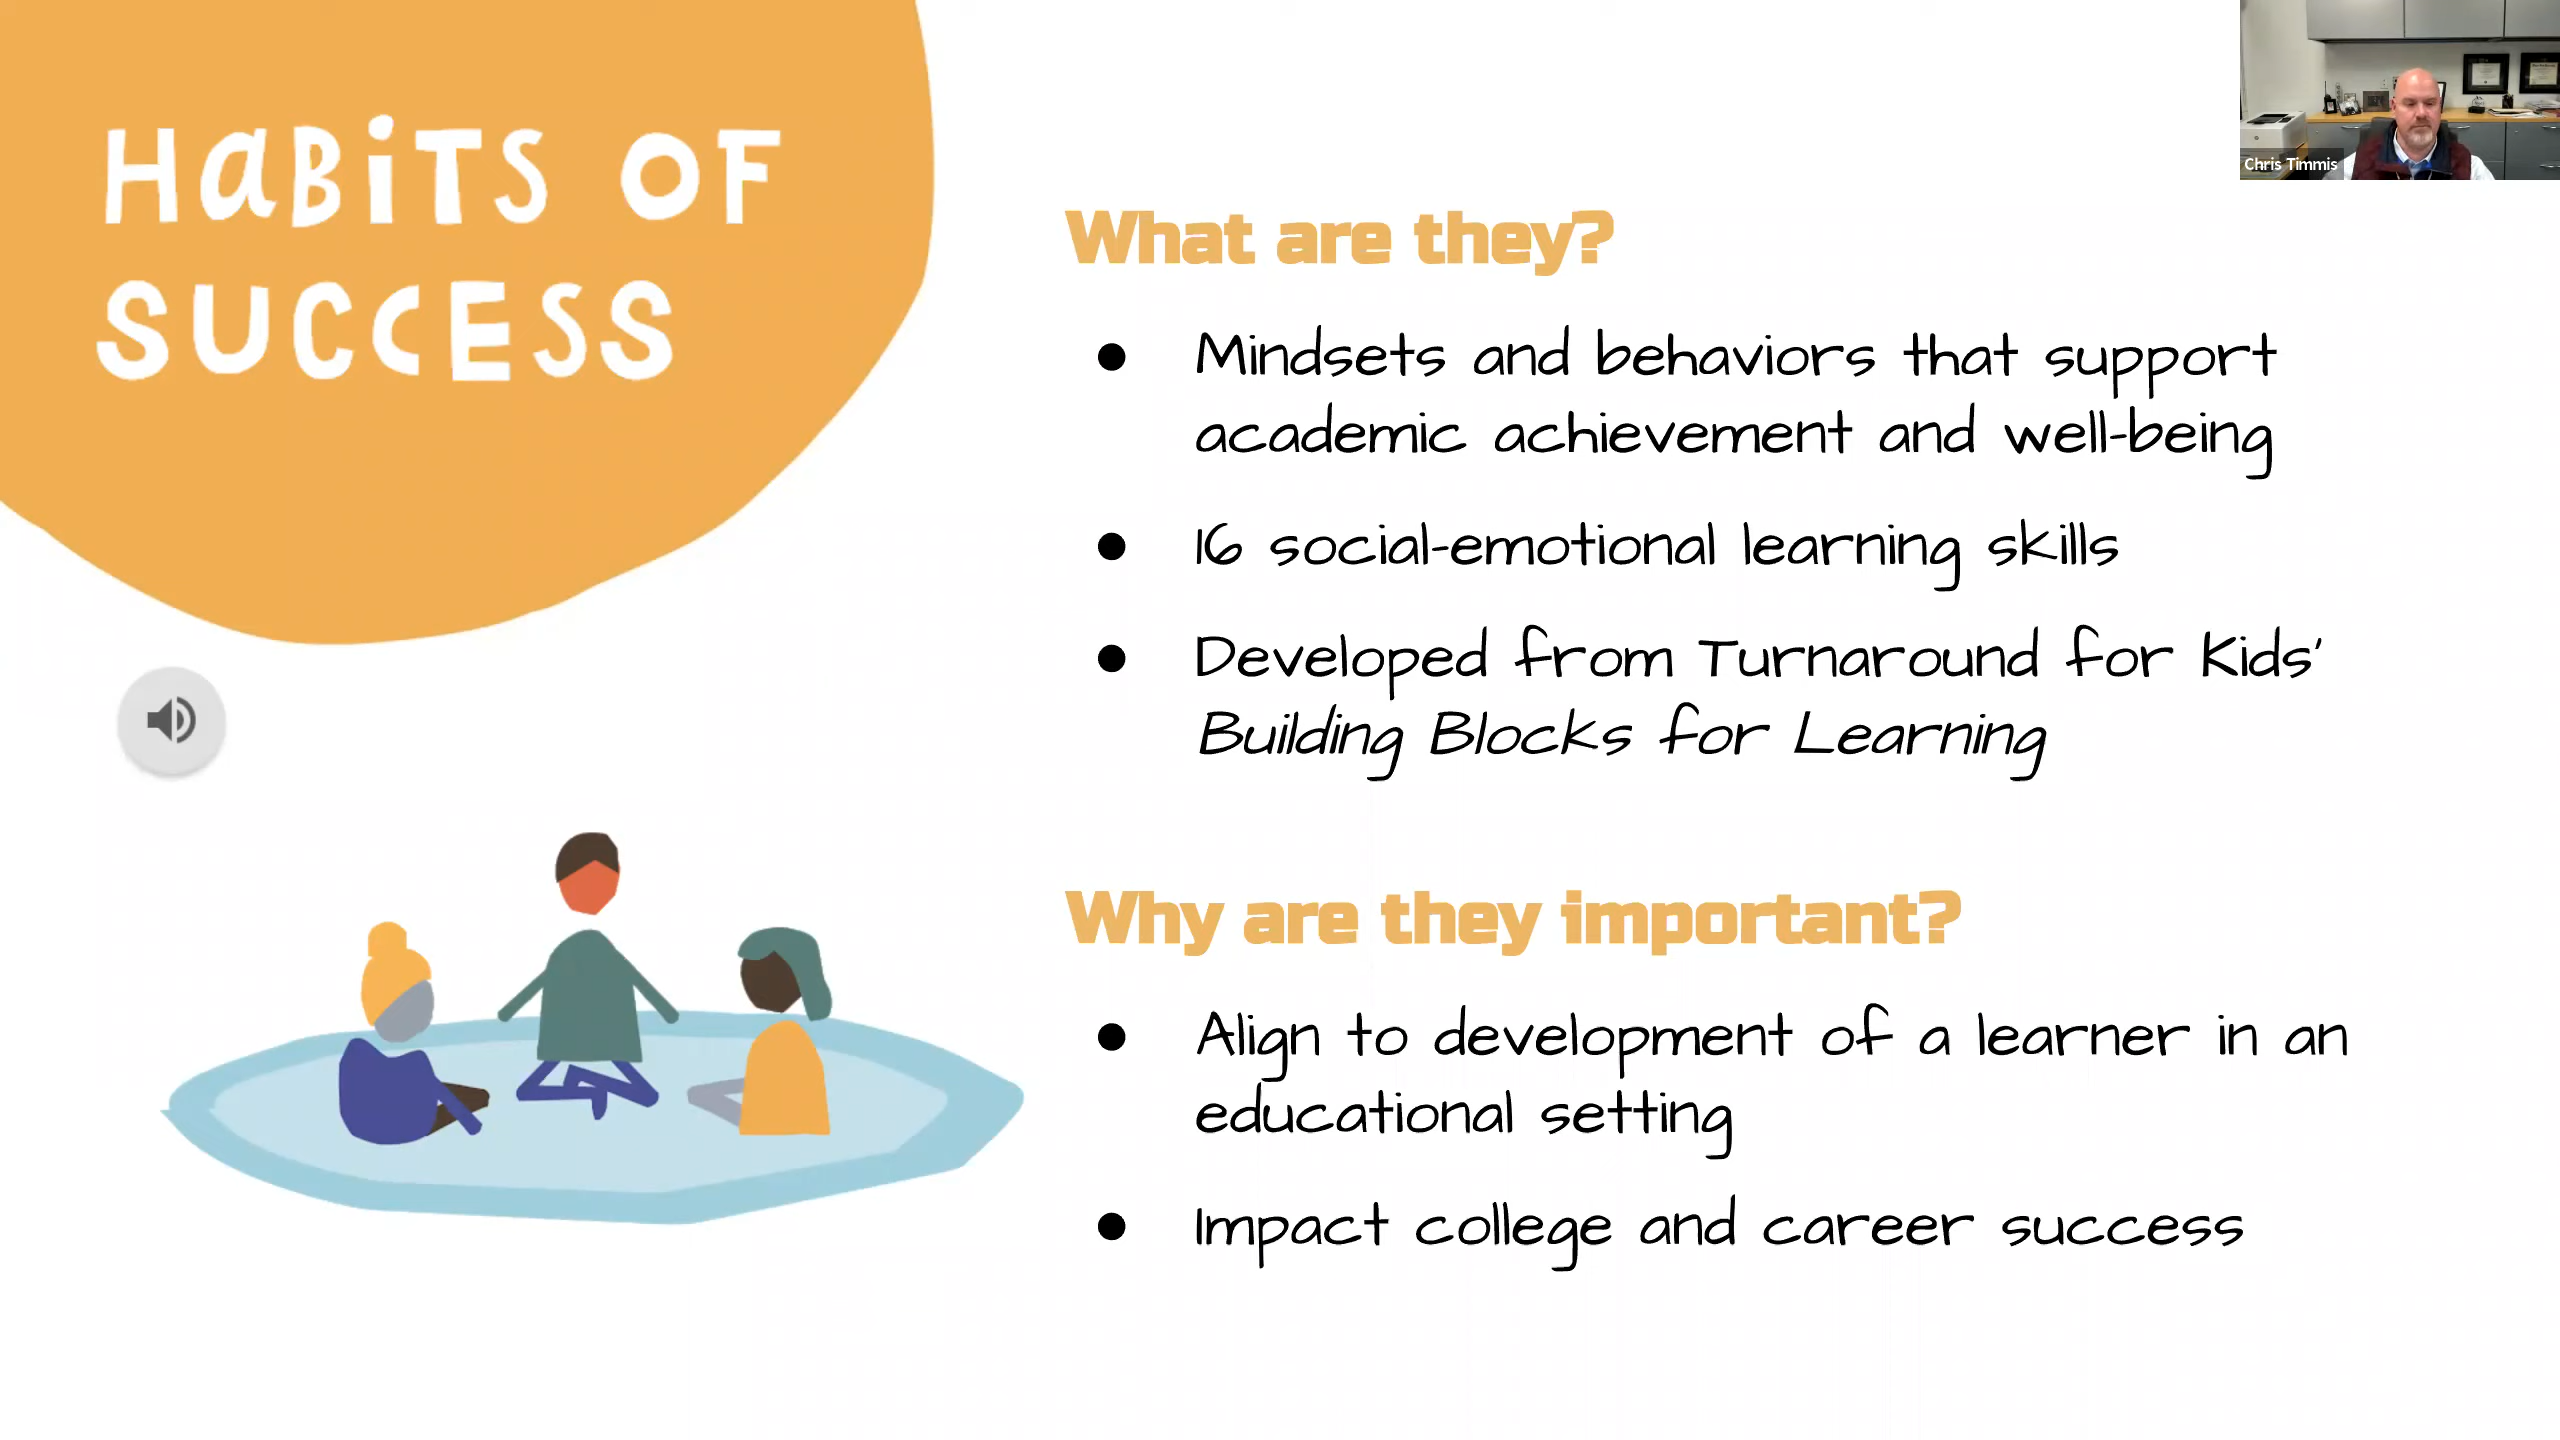 HaBiTS OF
SUCCESS
Chris Timmis
What are they?
● Mindsets and behaviors that support
academic achievement and well-being
● 16 social-emotional learning skills
● Developed from Turnaround for Kids'
Building Blocks for Learning
Why are they important?
● Align to development of a learner in an
educational setting
● Impact college and career success